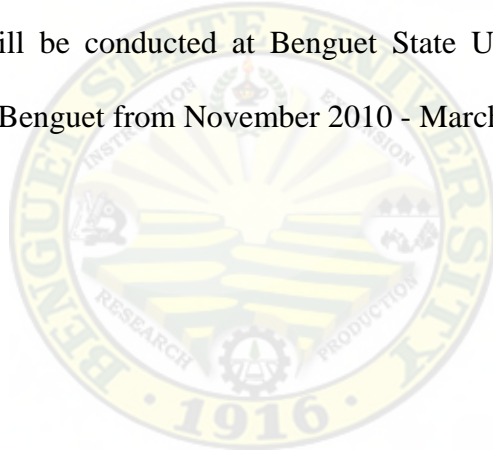 ill be conducted at Benguet State U
Benguet from November 2010 - March
BENGUET STATE UNIVERSITY
INSTRUCTION
EXTENSION
RESEARCH
PRODUCTION
1916